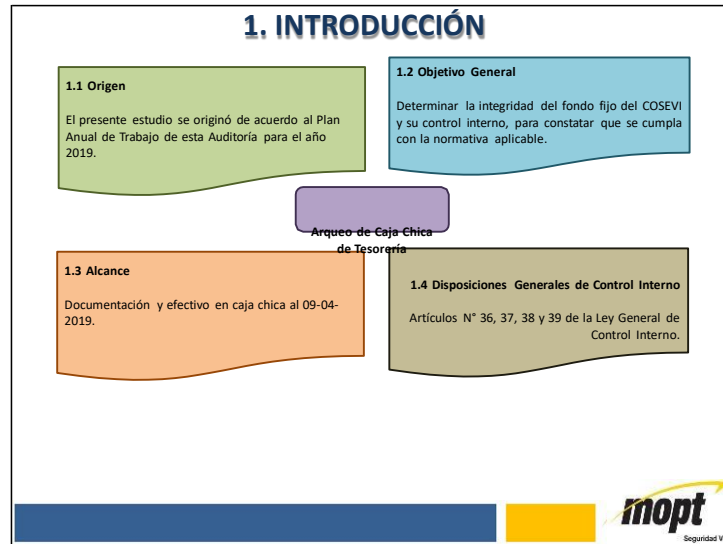 1. INTRODUCCIÓN
1.1 Origen
El presente estudio se originó de acuerdo al Plan
Anual de Trabajo de esta Auditoría para el año
2019.
1.2 Objetivo General
Determinar la integridad del fondo fijo del COSEVI
y su control interno, para constatar que se cumpla
con la normativa aplicable.
Arqueo de Caja Chica
de Tesorería
1.3 Alcance
Documentación y efectivo en caja chica al 09-04-
2019.
1.4 Disposiciones Generales de Control Interno
Artículos N° 36, 37, 38 y 39 de la Ley General de
Control Interno.
mopt
Seguridad V